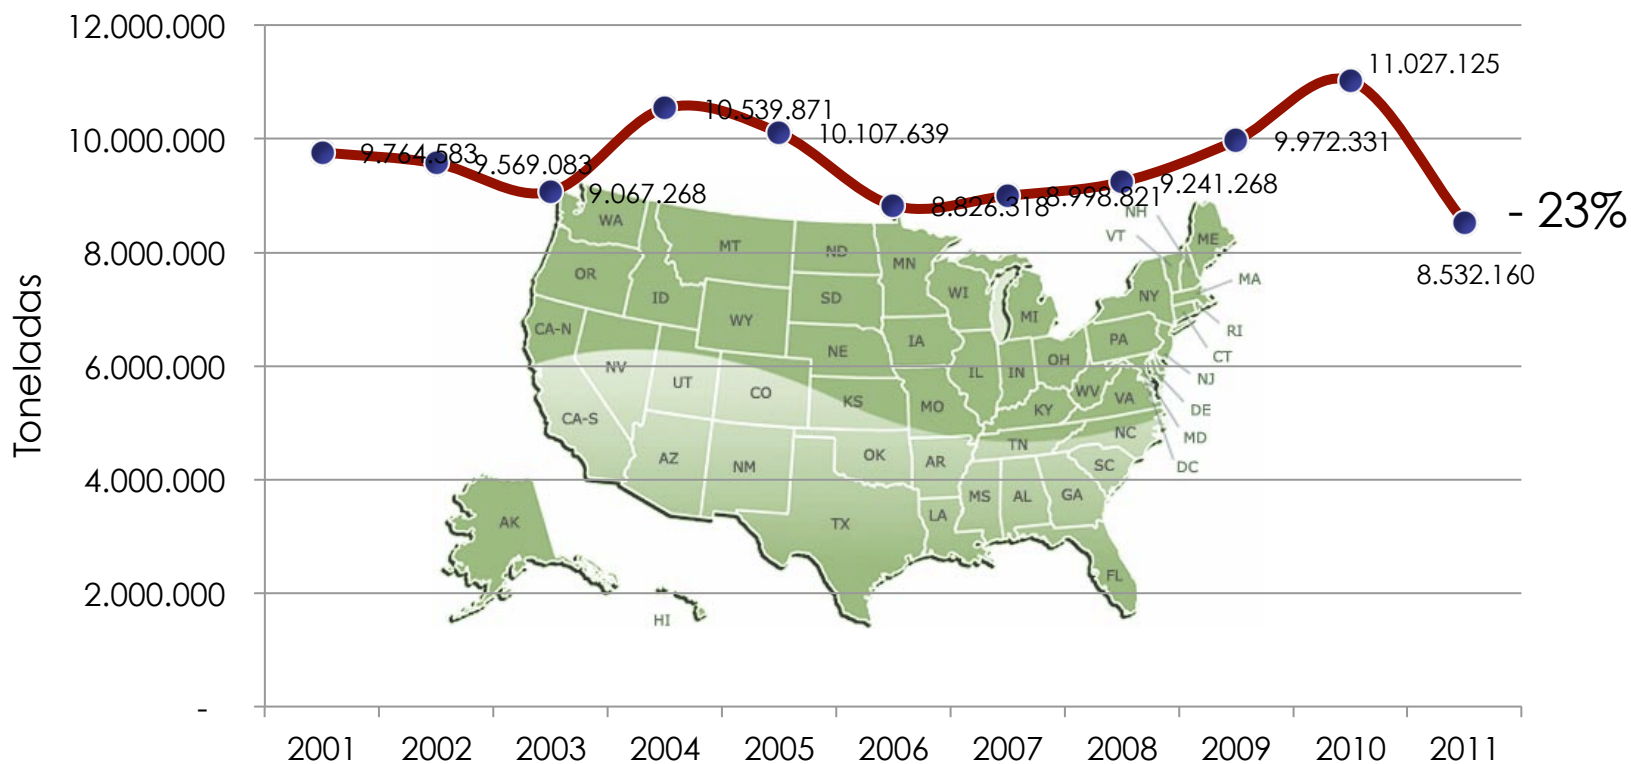 12.000.000
10.000.000
8.000.000
6.000.000
4.000.000
2.000.000
-
Toneladas
9.764.583
9.569.083
9.067.268
10.539.871
10.107.639
8.826.318
8.998.821
9.241.268
9.972.331
11.027.125
8.532.160
- 23%
WA
OR
CA-N
CA-S
NV
ID
MT
WY
UT
AZ
CO
NM
ND
SD
NE
KS
OK
TX
MN
IA
MO
AR
LA
WI
IL
IN
MI
OH
KY
TN
MS
AL
GA
FL
SC
NC
VA
WV
PA
NY
VT
NH
ME
MA
RI
CT
NJ
DE
MD
DC
AK
HI
2001 2002 2003 2004 2005 2006 2007 2008 2009 2010 2011